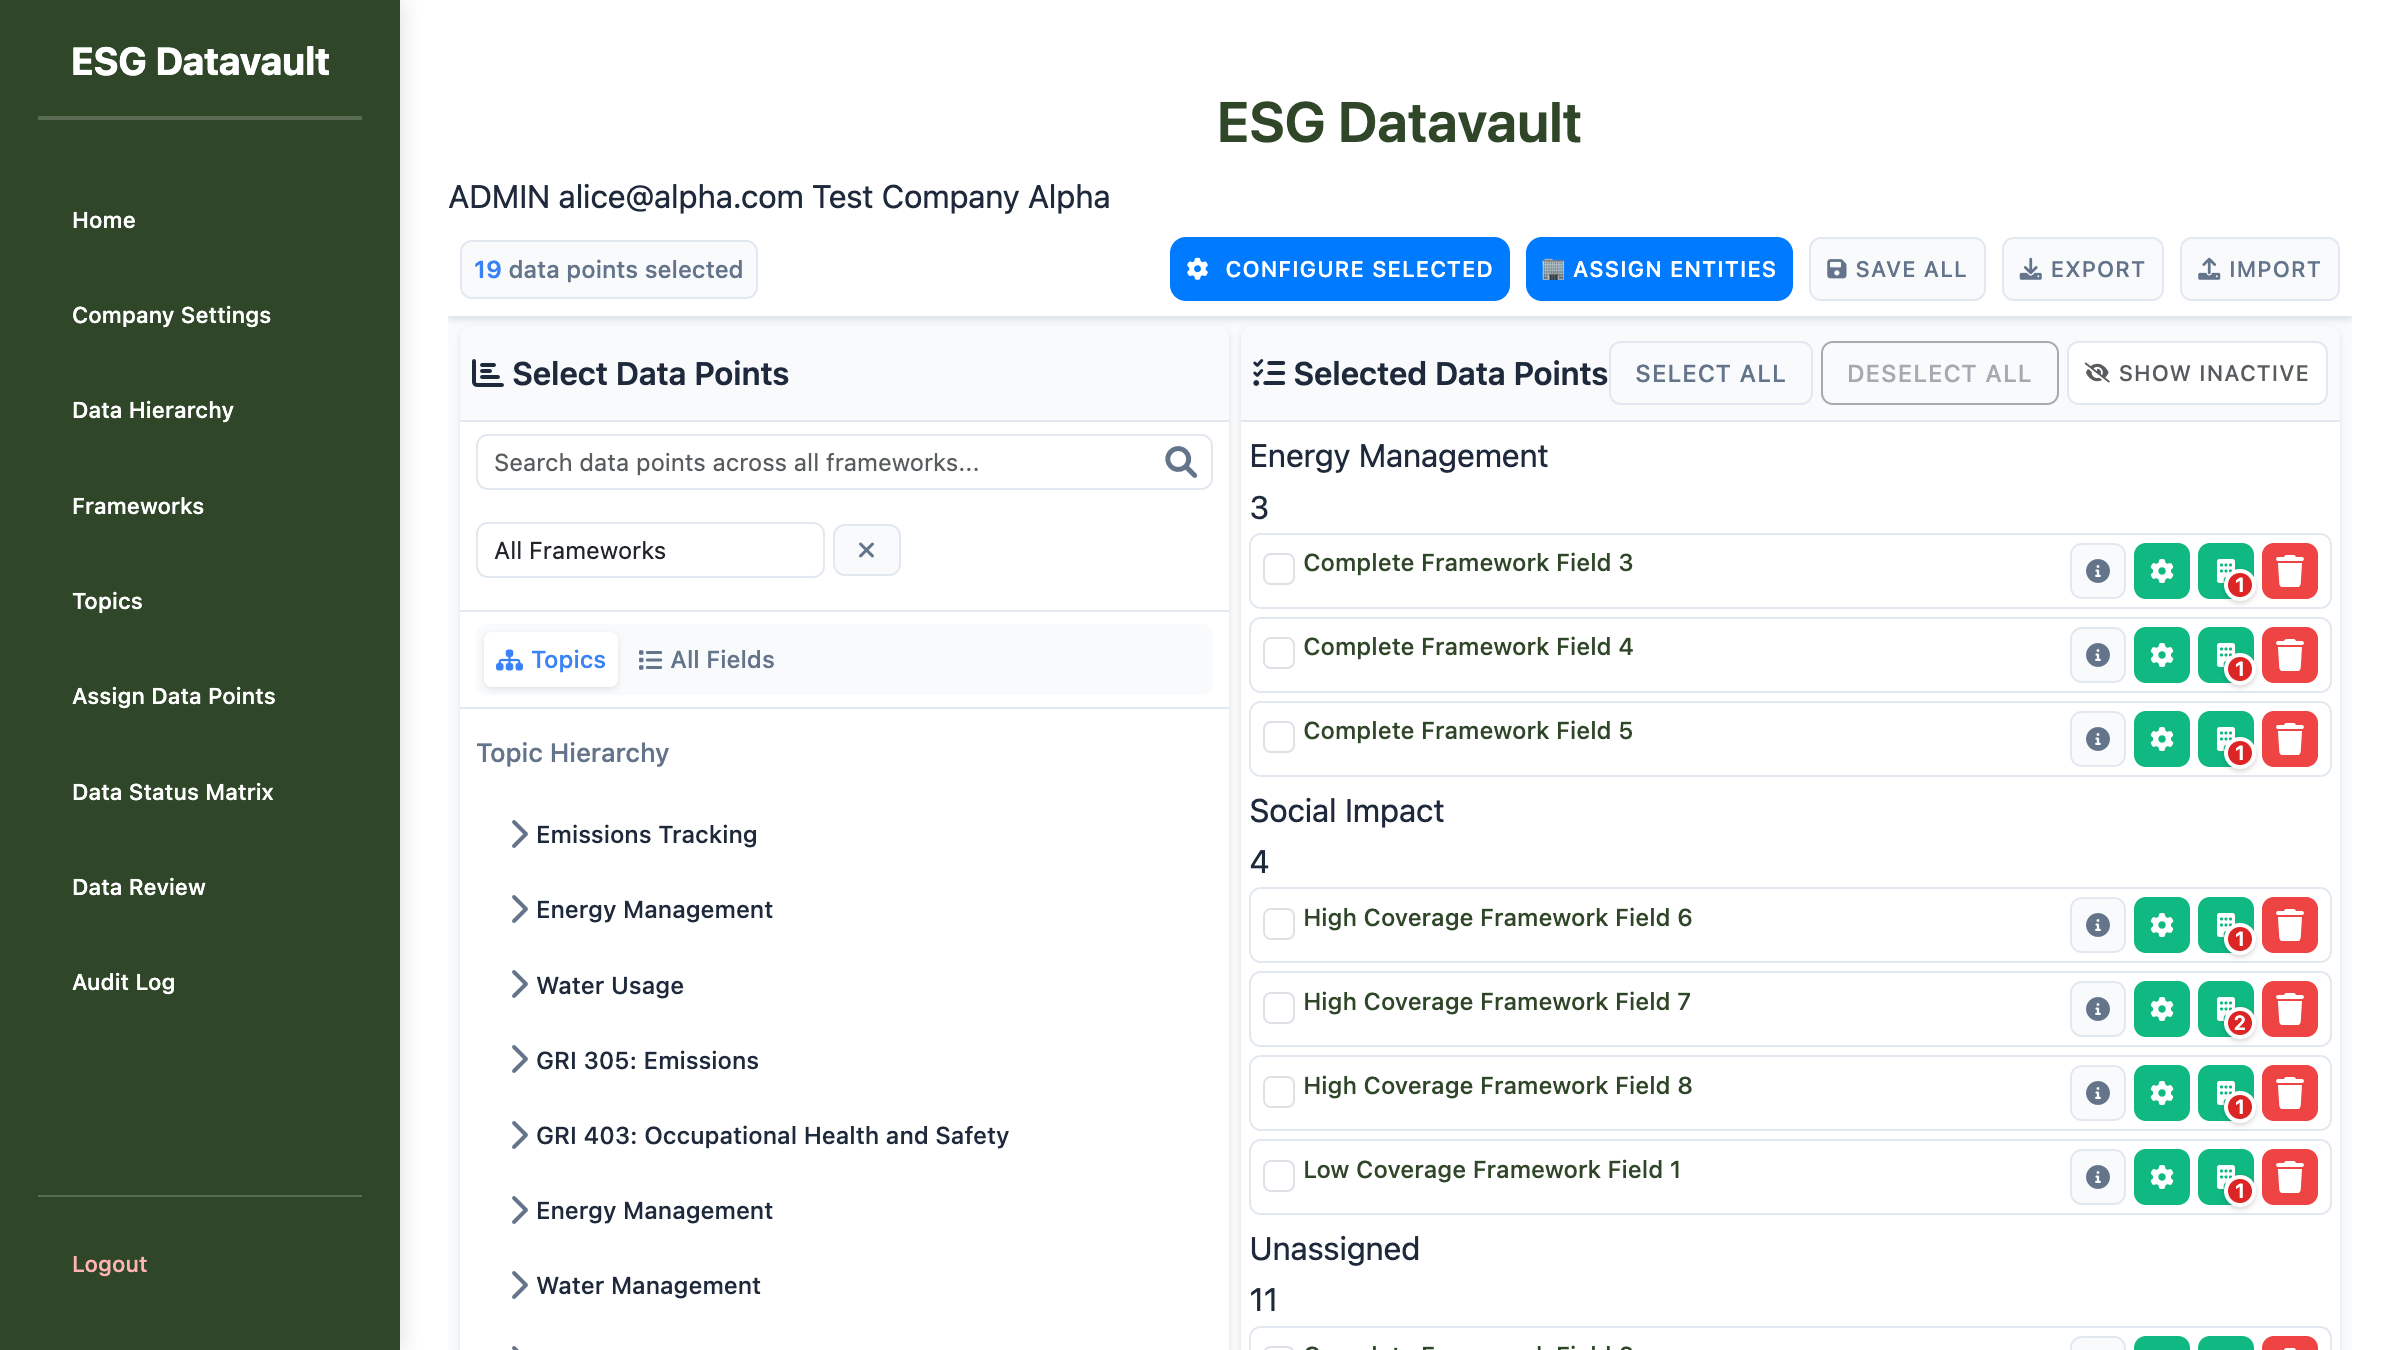 ESG Datavault
Home
Company Settings
Data Hierarchy
Frameworks
Topics
Assign Data Points
Data Status Matrix
Data Review
Audit Log
Logout
ESG Datavault
ADMIN alice@alpha.com Test Company Alpha
19 data points selected
CONFIGURE SELECTED
ASSIGN ENTITIES
SAVE ALL
EXPORT
IMPORT
Select Data Points
Search data points across all frameworks...
All Frameworks
Topics
All Fields
Topic Hierarchy
Emissions Tracking
Energy Management
Water Usage
GRI 305: Emissions
GRI 403: Occupational Health and Safety
Energy Management
Water Management
Selected Data Points
SELECT ALL
DESELECT ALL
SHOW INACTIVE
Energy Management
3
Complete Framework Field 3
1
Complete Framework Field 4
1
Complete Framework Field 5
1
Social Impact
4
High Coverage Framework Field 6
1
High Coverage Framework Field 7
2
High Coverage Framework Field 8
1
Low Coverage Framework Field 1
1
Unassigned
11